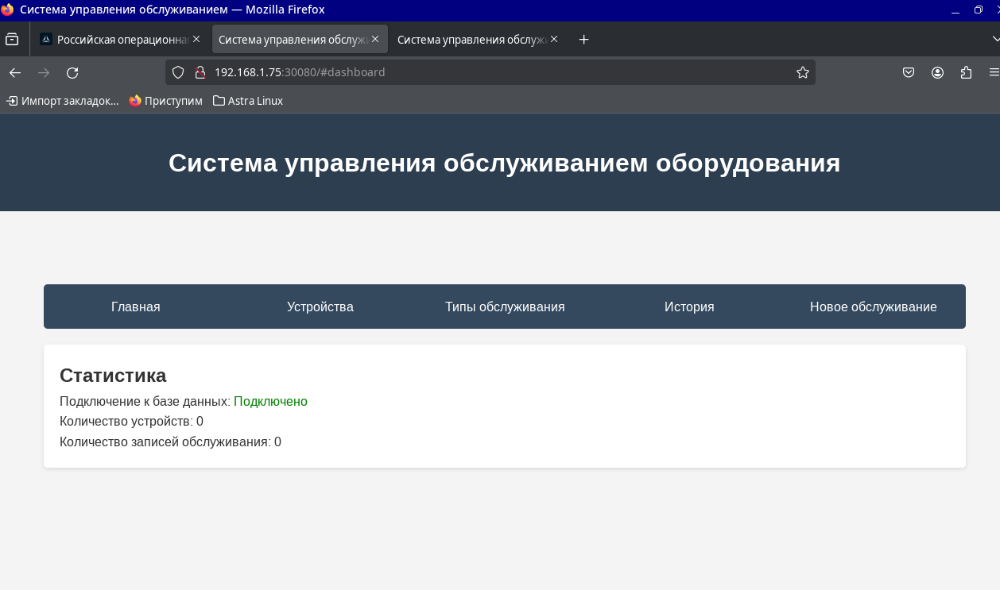 Система управления обслуживанием — Mozilla Firefox
Российская операционна
Система управления обслуж
Система управления обслуж
192.168.1.75:30080/#dashboard
Импорт закладок...
Приступим
Astra Linux
Система управления обслуживанием оборудования
Главная
Устройства
Типы обслуживания
История
Новое обслуживание
Статистика
Подключение к базе данных: Подключено
Количество устройств: 0
Количество записей обслуживания: 0